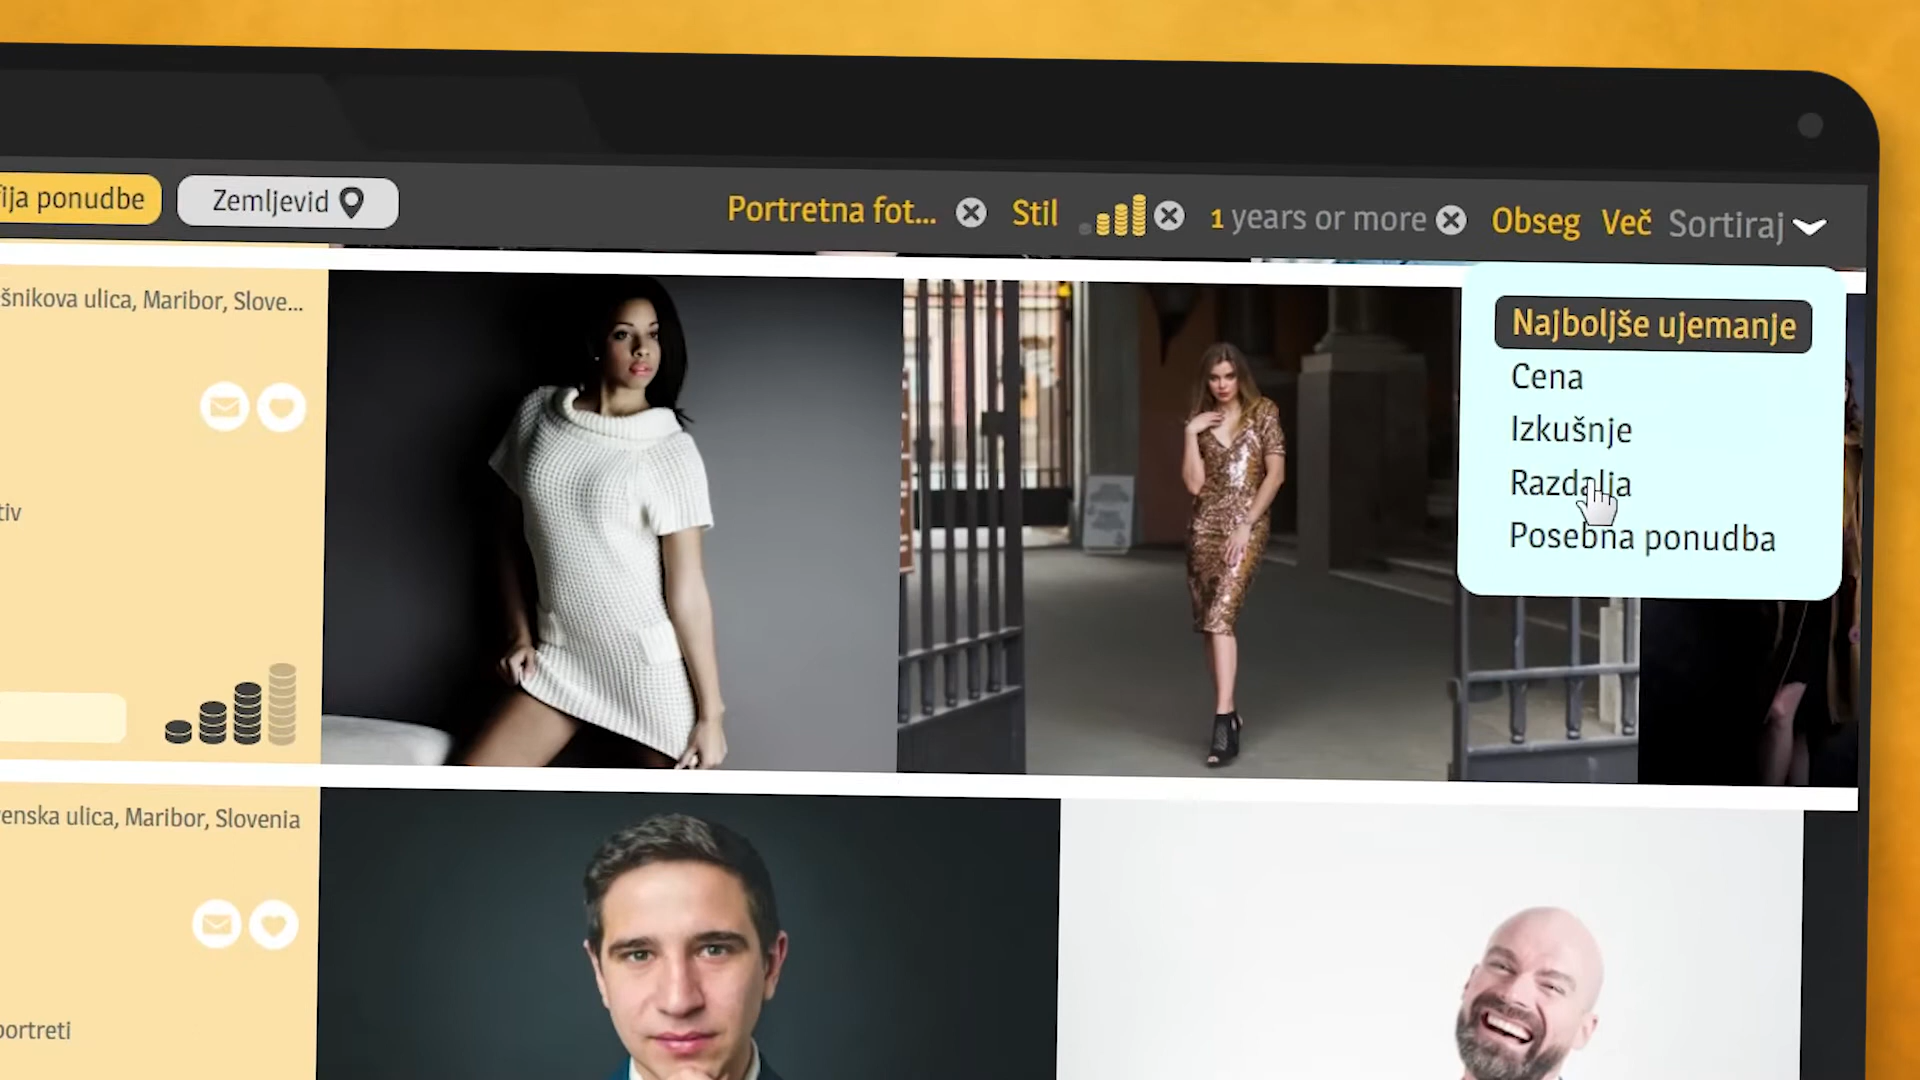 ija ponudbe
Zemljevid
Portretna fot...
Stil
1 years or more
Obseg
Več
Sortiraj
šnikova ulica, Maribor, Slove...
Najboljše ujemanje
Cena
Izkušnje
Razdalja
Posebna ponudba
tiv
enska ulica, Maribor, Slovenia
portreti